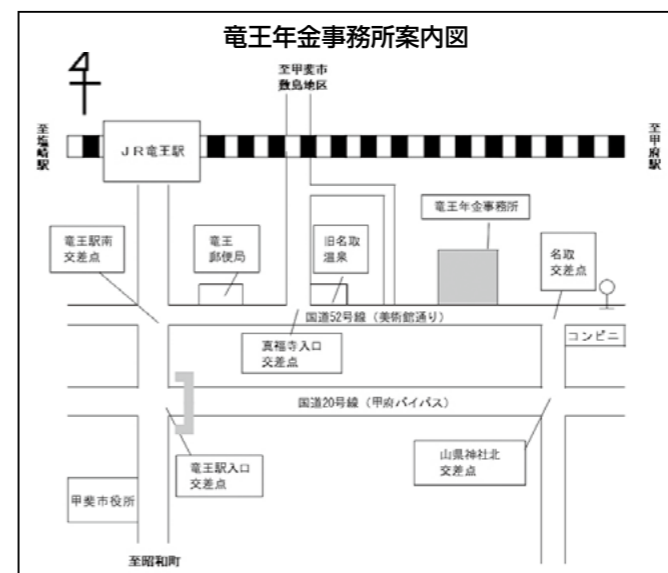 竜王年金事務所案内図
至甲斐市
敷島地区
至塩崎駅
JR竜王駅
至甲府駅
竜王年金事務所
竜王駅南
交差点
竜王
郵便局
旧名取
温泉
名取
交差点
国道52号線（美術館通り）
コンビニ
真福寺入口
交差点
国道20号線（甲府バイパス）
竜王駅入口
交差点
山県神社北
交差点
甲斐市役所
至昭和町